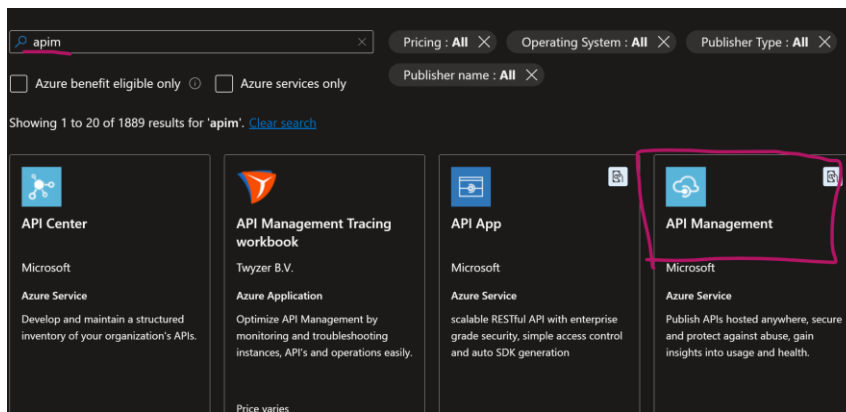 apim
Pricing : All
Operating System : All
Publisher Type : All
Azure benefit eligible only
Azure services only
Publisher name : All
Showing 1 to 20 of 1889 results for 'apim'. Clear search
API Center
Microsoft
Azure Service
Develop and maintain a structured
inventory of your organization's APIs.
API Management Tracing
workbook
Twyzer B.V.
Azure Application
Optimize API Management by
monitoring and troubleshooting
instances, API's and operations easily.
Price varies
API App
Microsoft
Azure Service
scalable RESTful API with enterprise
grade security, simple access control
and auto SDK generation
API Management
Microsoft
Azure Service
Publish APIs hosted anywhere, secure
and protect against abuse, gain
insights into usage and health.